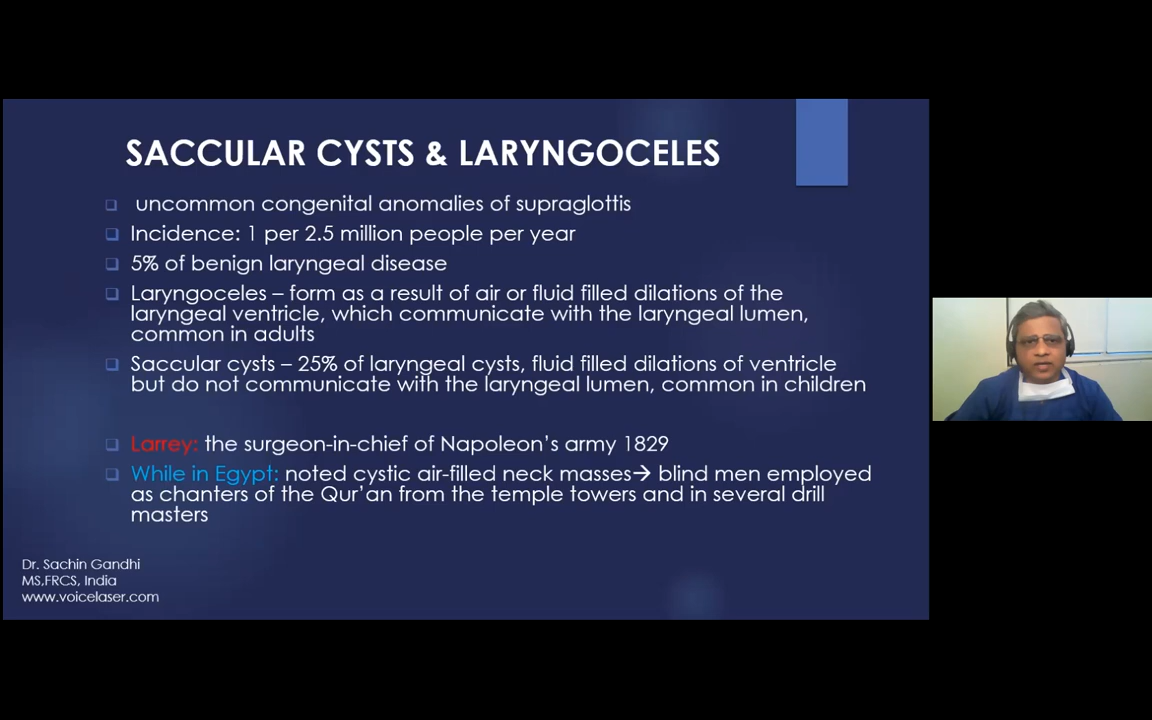 SACCULAR CYSTS & LARYNGOCELES
uncommon congenital anomalies of supraglottis
Incidence: 1 per 2.5 million people per year
5% of benign laryngeal disease
Laryngoceles – form as a result of air or fluid filled dilations of the
laryngeal ventricle, which communicate with the laryngeal lumen,
common in adults
Saccular cysts – 25% of laryngeal cysts, fluid filled dilations of ventricle
but do not communicate with the laryngeal lumen, common in children
Larrey: the surgeon-in-chief of Napoleon's army 1829
While in Egypt: noted cystic air-filled neck masses→ blind men employed
as chanters of the Qur'an from the temple towers and in several drill
masters
Dr. Sachin Gandhi
MS,FRCS, India
www.voicelaser.com